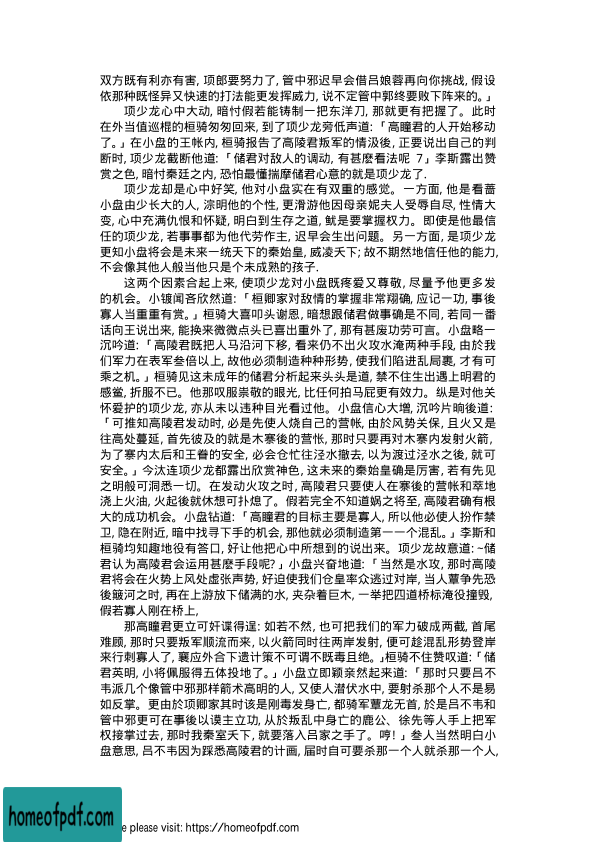 双方既有利亦有害, 项郎要努力了, 管中邪迟早会借吕娘蓉再向你挑战, 假设
依那种既怪异又快速的打法能更发挥威力, 说不定管中郭终要败下阵来的。」
项少龙心中大动, 暗忖假若能铸制一把东洋刀, 那就更有把握了。此时
在外当值巡棍的桓骑匆匆回来, 到了项少龙旁低声道:「高瞳君的人开始移动
了。」在小盘的王帐内, 桓骑报告了高陵君叛军的情汲後, 正要说出自己的判
断时, 项少龙截断他道:「储君对敌人的调动, 有甚麽看法呢 7」李斯露出赞
赏之色, 暗忖秦廷之内, 恐怕最懂揣摩储君心意的就是项少龙了.
项少龙却是心中好笑, 他对小盘实在有双重的感觉。一方面, 他是看蔷
小盘由少长大的人, 淙明他的个性, 更滑游他因母亲妮夫人受辱自尽, 性情大
变, 心中充满仇恨和怀疑, 明白到生存之道, 鱿是要掌握权力。即使是他最信
任的项少龙, 若事事都为他代劳作主, 迟早会生出问题。另一方面, 是项少龙
更知小盘将会是未来一统天下的秦始皇, 威凌天下; 故不期然地信任他的能力,
不会像其他人般当他只是个未成熟的孩子.
这两个因素合起上来, 使项少龙对小盘既疼爱又尊敬, 尽量予他更多发
的机会。小镀闻吝欣然道:「桓卿家对敌情的掌握非常翔确, 应记一功, 事後
寡人当重重有赏。」桓骑大喜叩头谢恩, 暗想跟储君做事确是不同, 若同一番
话向王说出来, 能换来微微点头已喜出重外了, 那有甚废功劳可言。小盘略一
沉吟道:「高陵君既把人马沿河下移, 看来仍不出火攻水淹两种手段, 由於我
们军力在表军叁倍以上, 故他必须制造种种形势, 使我们陷进乱局裹, 才有可
乘之机。」桓骑见这未成年的储君分析起来头头是道, 禁不住生出遇上明君的
感鲎, 折服不已。他那叹服崇敬的眼光, 比任何拍马屁更有效力。纵是对他关
怀爱护的项少龙, 亦从未以违种目光看过他。小盘信心大增, 沉吟片晌後道:
「可推知高陵君发动时, 必是先使人烧自己的营帐, 由於风势关保, 且火又是
往高处蔓延, 首先彼及的就是木寨後的营怅, 那时只要再对木寨内发射火箭,
为了寨内太后和王眷的安全, 必会仓忙往泾水撤去, 以为渡过泾水之後, 就可
安全。」今汰连项少龙都露出欣赏神色, 这未来的秦始皇确是厉害, 若有先见
之明般可洞悉一切。在发动火攻之时, 高陵君只要使人在寨後的营帐和草地
浇上火油, 火起後就休想可扑熄了。假若完全不知道娲之将至, 高陵君确有根
大的成功机会。小盘钻道:「高瞳君的目标主要是寡人, 所以他必使人扮作禁
卫, 隐在附近, 暗中找寻下手的机会, 那他就必须制造第一一个混乱。」李斯和
桓骑均知趣地役有答口, 好让他把心中所想到的说出来。项少龙故意道: ~储
君认为高陵君会运用甚麽手段呢?」小盘兴奋地道:「当然是水攻, 那时高陵
君将会在火势上风处虚张声势, 好迫使我们仓皇率众逃过对岸, 当人蕈争先恐
後簸河之时, 再在上游放下储满的水, 夹杂着巨木, 一举把四道桥标淹役撞毁,
假若寡人刚在桥上,
那高瞳君更立可奸谍得逞: 如若不然, 也可把我们的军力破成两截, 首尾
难顾, 那时只要叛军顺流而来, 以火箭同时往两岸发射, 便可趁混乱形势登岸
来行刺寡人了, 襄应外合下遗计策不可谓不既毒且绝。」桓骑不住赞叹道:「储
君英明, 小将佩服得五体投地了。」小盘立即颖亲然起来道:「那时只要吕不
韦派几个像管中邪那样箭术高明的人, 又使人潜伏水中, 要射杀那个人不是易
如反掌。更由於项卿家其时该是刚毒发身亡, 都骑军蕈龙无首, 於是吕不韦和
管中邪更可在事後以谟主立功, 从於叛乱中身亡的鹿公、徐先等人手上把军
权接掌过去, 那时我秦室夭下, 就要落入吕家之手了。哼!」叁人当然明白小
盘意思, 吕不韦因为踩悉高陵君的计画, 届时自可要杀那一个人就杀那一个人,
homeofpdf.com
e please visit: https://homeofpdf.com